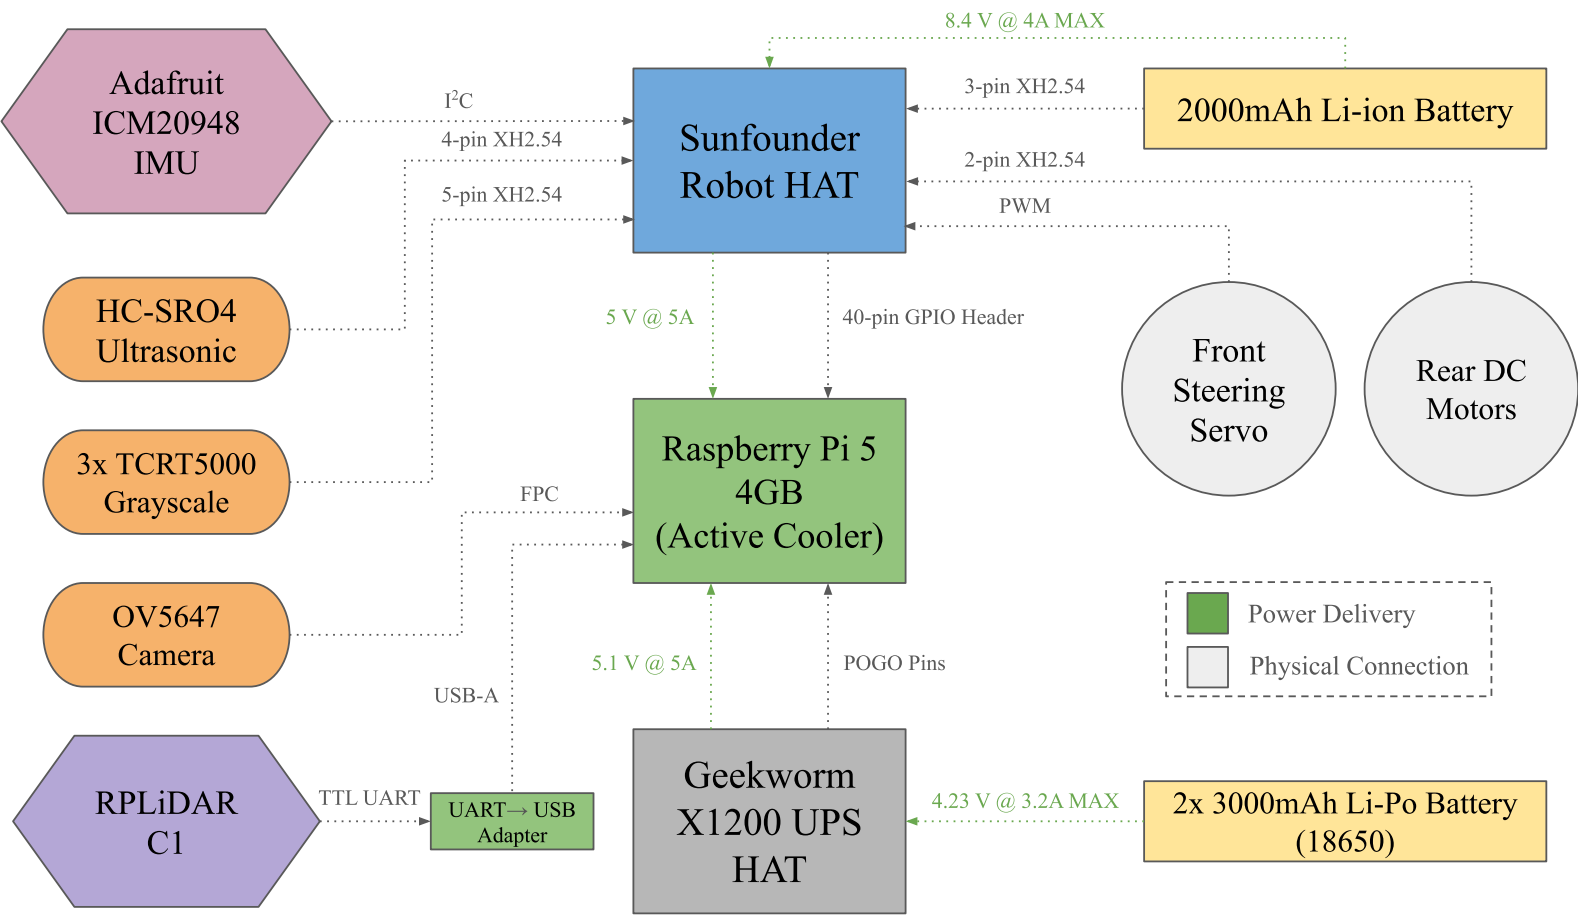 8.4 V @ 4A MAX
Adafruit
ICM20948
IMU
I²C
4-pin XH2.54
5-pin XH2.54
Sunfounder
Robot HAT
3-pin XH2.54
2-pin XH2.54
PWM
2000mAh Li-ion Battery
HC-SRO4
Ultrasonic
5 V @ 5A
40-pin GPIO Header
Front
Steering
Servo
Rear DC
Motors
3x TCRT5000
Grayscale
FPC
Raspberry Pi 5
4GB
(Active Cooler)
OV5647
Camera
USB-A
5.1 V @ 5A
POGO Pins
Power Delivery
Physical Connection
RPLiDAR
C1
TTL UART
UART→ USB
Adapter
Geekworm
X1200 UPS
HAT
4.23 V @ 3.2A MAX
2x 3000mAh Li-Po Battery
(18650)